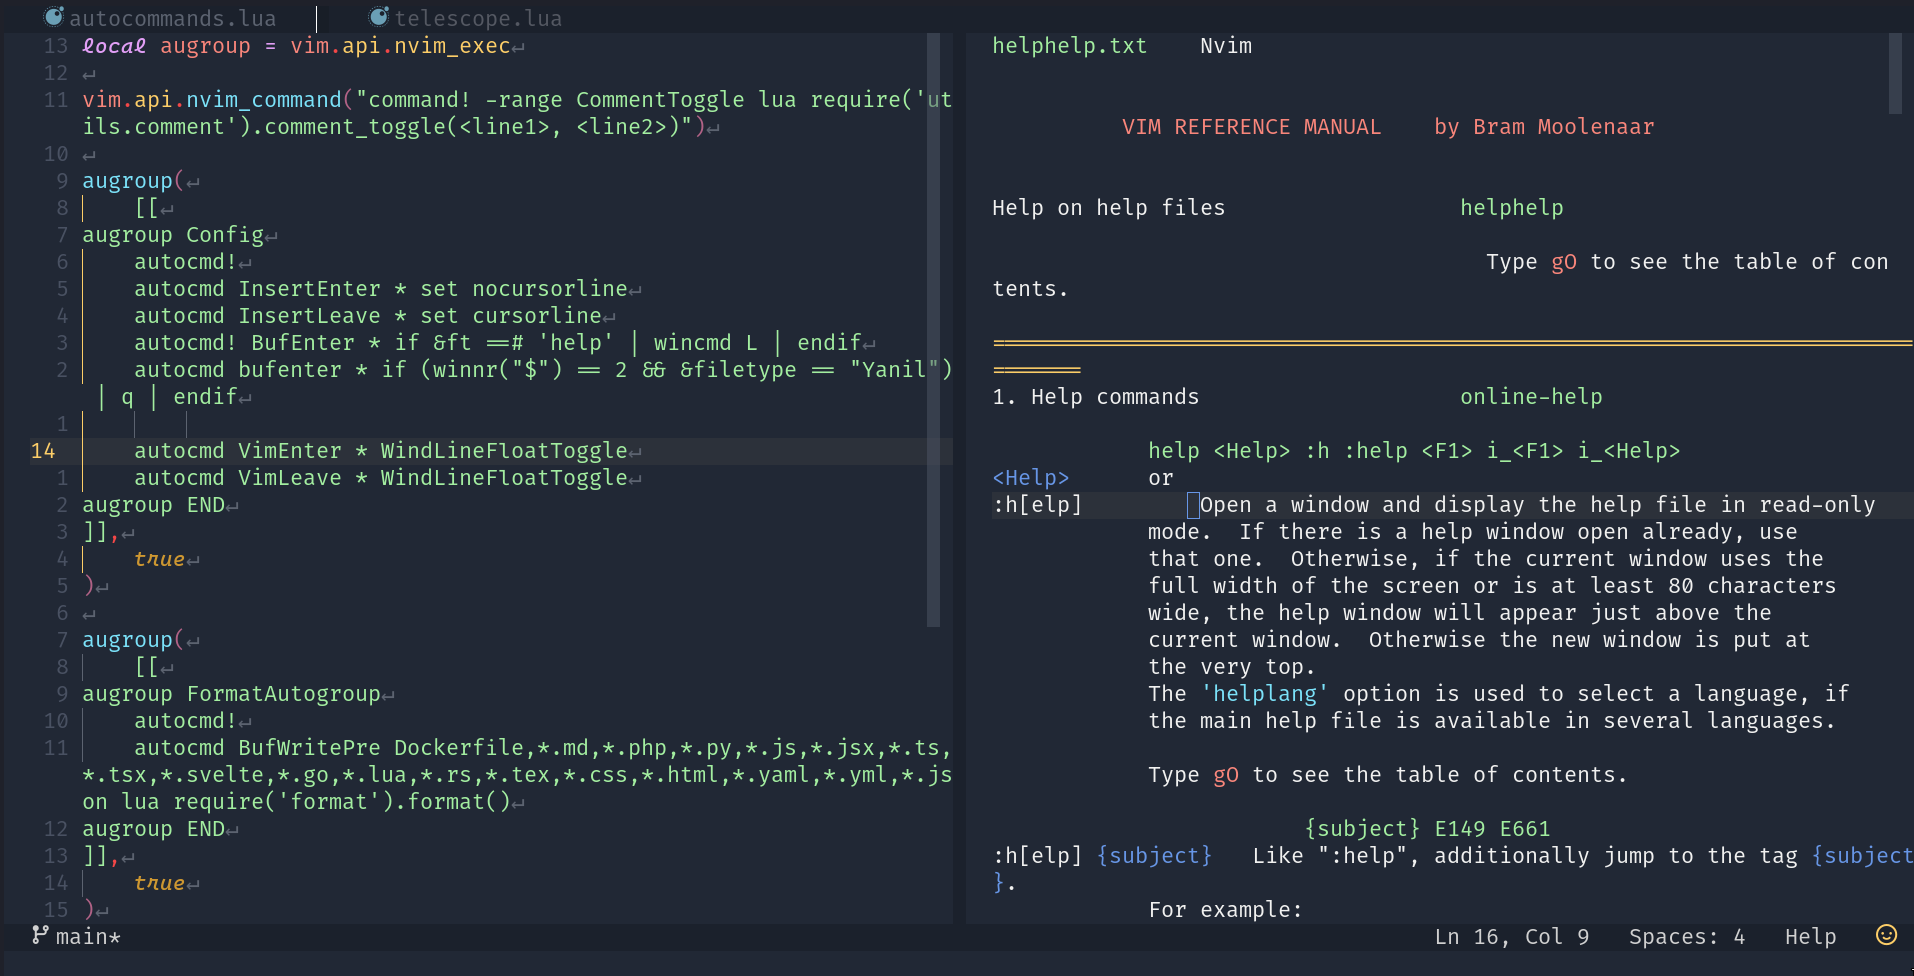 autocommands.lua telescope.lua
13 local augroup = vim.api.nvim_exec↵
12 ↵
11 vim.api.nvim_command("command! -range CommentToggle lua require('ut
ils.comment').comment_toggle(<line1>, <line2>)")↵
10 ↵
9 augroup(↵
8     [[↵
7 augroup Config↵
6     autocmd!↵
5     autocmd InsertEnter * set nocursorline↵
4     autocmd InsertLeave * set cursorline↵
3     autocmd! BufEnter * if &ft ==# 'help' | wincmd L | endif↵
2     autocmd bufenter * if (winnr("$") == 2 && &filetype == "Yanil")
| q | endif↵
1
14     autocmd VimEnter * WindLineFloatToggle↵
1     autocmd VimLeave * WindLineFloatToggle↵
2 augroup END↵
3 ]],↵
4     true↵
5 )↵
6 ↵
7 augroup(↵
8     [[↵
9 augroup FormatAutogroup↵
10     autocmd!↵
11     autocmd BufWritePre Dockerfile,*.md,*.php,*.py,*.js,*.jsx,*.ts,
*.tsx,*.svelte,*.go,*.lua,*.rs,*.tex,*.css,*.html,*.yaml,*.yml,*.js
on lua require('format').format()↵
12 augroup END↵
13 ]],↵
14     true↵
15 )↵
helphelp.txt    Nvim
VIM REFERENCE MANUAL    by Bram Moolenaar
Help on help files    helphelp
Type gO to see the table of con
tents.
==============================================================================
1. Help commands    online-help
help <Help> :h :help <F1> i_<F1> i_<Help>
<Help>    or
:h[elp]    Open a window and display the help file in read-only
mode.  If there is a help window open already, use
that one.  Otherwise, if the current window uses the
full width of the screen or is at least 80 characters
wide, the help window will appear just above the
current window.  Otherwise the new window is put at
the very top.
The 'helplang' option is used to select a language, if
the main help file is available in several languages.
Type gO to see the table of contents.
{subject} E149 E661
:h[elp] {subject}   Like ":help", additionally jump to the tag {subject
}.
For example:
main*    Ln 16, Col 9   Spaces: 4   Help